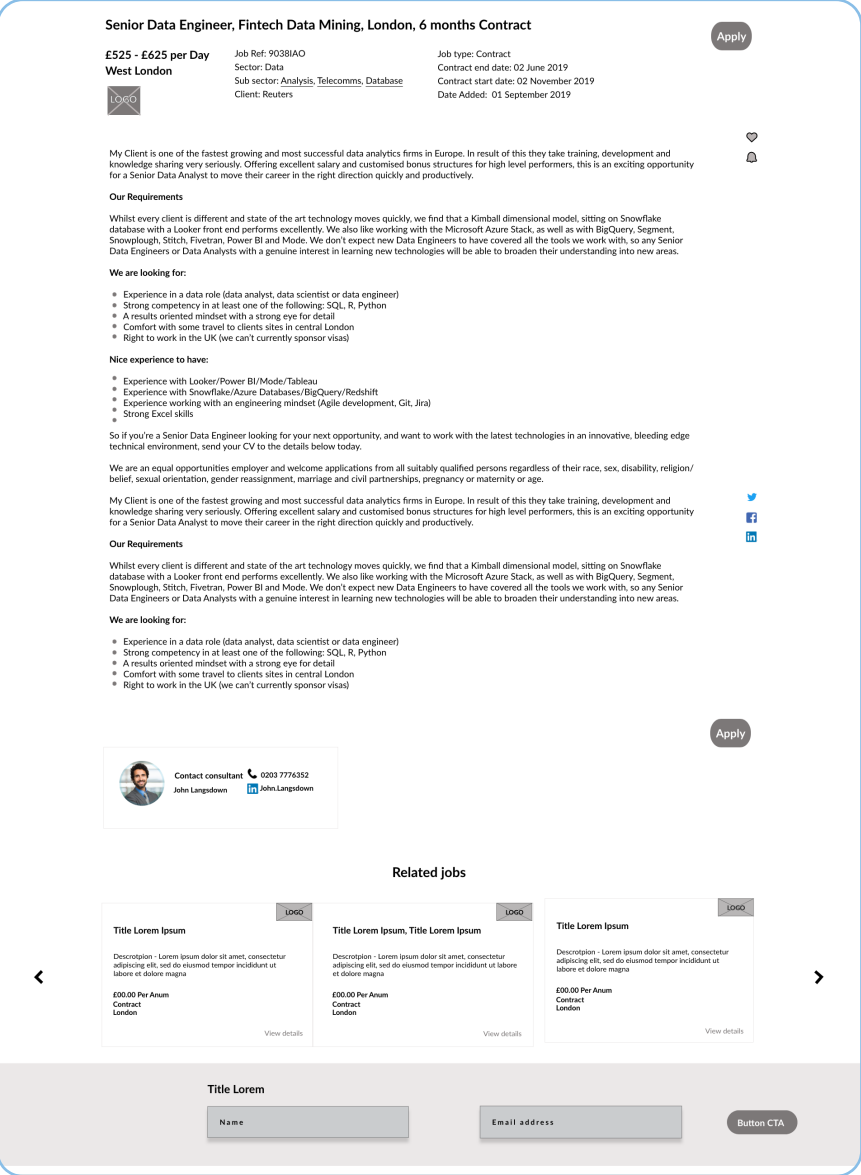 Senior Data Engineer, Fintech Data Mining, London, 6 months Contract
Apply
£525 - £625 per Day
West London
LOGO
Job Ref: 9038IAO
Sector: Data
Sub sector: Analysis, Telecomms, Database
Client: Reuters
Job type: Contract
Contract end date: 02 June 2019
Contract start date: 02 November 2019
Date Added: 01 September 2019
My Client is one of the fastest growing and most successful data analytics firms in Europe. In result of this they take training, development and
knowledge sharing very seriously. Offering excellent salary and customised bonus structures for high level performers, this is an exciting opportunity
for a Senior Data Analyst to move their career in the right direction quickly and productively.
Our Requirements
Whilst every client is different and state of the art technology moves quickly, we find that a Kimball dimensional model, sitting on Snowflake
database with a Looker front end performs excellently. We also like working with the Microsoft Azure Stack, as well as with BigQuery, Segment,
Snowplough, Stitch, Fivetran, Power BI and Mode. We don't expect new Data Engineers to have covered all the tools we work with, so any Senior
Data Engineers or Data Analysts with a genuine interest in learning new technologies will be able to broaden their understanding into new areas.
We are looking for:
Experience in a data role (data analyst, data scientist or data engineer)
Strong competency in at least one of the following: SQL, R, Python
A results oriented mindset with a strong eye for detail
Comfort with some travel to clients sites in central London
Right to work in the UK (we can't currently sponsor visas)
Nice experience to have:
Experience with Looker/Power BI/Mode/Tableau
Experience with Snowflake/Azure Databases/BigQuery/Redshift
Experience working with an engineering mindset (Agile development, Git, Jira)
Strong Excel skills
So if you're a Senior Data Engineer looking for your next opportunity, and want to work with the latest technologies in an innovative, bleeding edge
technical environment, send your CV to the details below today.
We are an equal opportunities employer and welcome applications from all suitably qualified persons regardless of their race, sex, disability, religion/
belief, sexual orientation, gender reassignment, marriage and civil partnerships, pregnancy or maternity or age.
My Client is one of the fastest growing and most successful data analytics firms in Europe. In result of this they take training, development and
knowledge sharing very seriously. Offering excellent salary and customised bonus structures for high level performers, this is an exciting opportunity
for a Senior Data Analyst to move their career in the right direction quickly and productively.
Our Requirements
Whilst every client is different and state of the art technology moves quickly, we find that a Kimball dimensional model, sitting on Snowflake
database with a Looker front end performs excellently. We also like working with the Microsoft Azure Stack, as well as with BigQuery, Segment,
Snowplough, Stitch, Fivetran, Power BI and Mode. We don't expect new Data Engineers to have covered all the tools we work with, so any Senior
Data Engineers or Data Analysts with a genuine interest in learning new technologies will be able to broaden their understanding into new areas.
We are looking for:
Experience in a data role (data analyst, data scientist or data engineer)
Strong competency in at least one of the following: SQL, R, Python
A results oriented mindset with a strong eye for detail
Comfort with some travel to clients sites in central London
Right to work in the UK (we can't currently sponsor visas)
Apply
Contact consultant 0203 7776352
John Langsdown in John.Langsdown
Related jobs
LOGO
Title Lorem Ipsum
Descrotpion - Lorem ipsum dolor sit amet, consectetur
adipiscing elit, sed do eiusmod tempor incididunt ut
labore et dolore magna
£00.00 Per Anum
Contract
London
View details
LOGO
Title Lorem Ipsum, Title Lorem Ipsum
Descrotpion - Lorem ipsum dolor sit amet, consectetur
adipiscing elit, sed do eiusmod tempor incididunt ut labore
et dolore magna
£00.00 Per Anum
Contract
London
View details
LOGO
Title Lorem Ipsum
Descrotpion - Lorem ipsum dolor sit amet, consectetur
adipiscing elit, sed do eiusmod tempor incididunt ut
labore et dolore magna
£00.00 Per Anum
Contract
London
View details
Title Lorem
Name
Email address
Button CTA